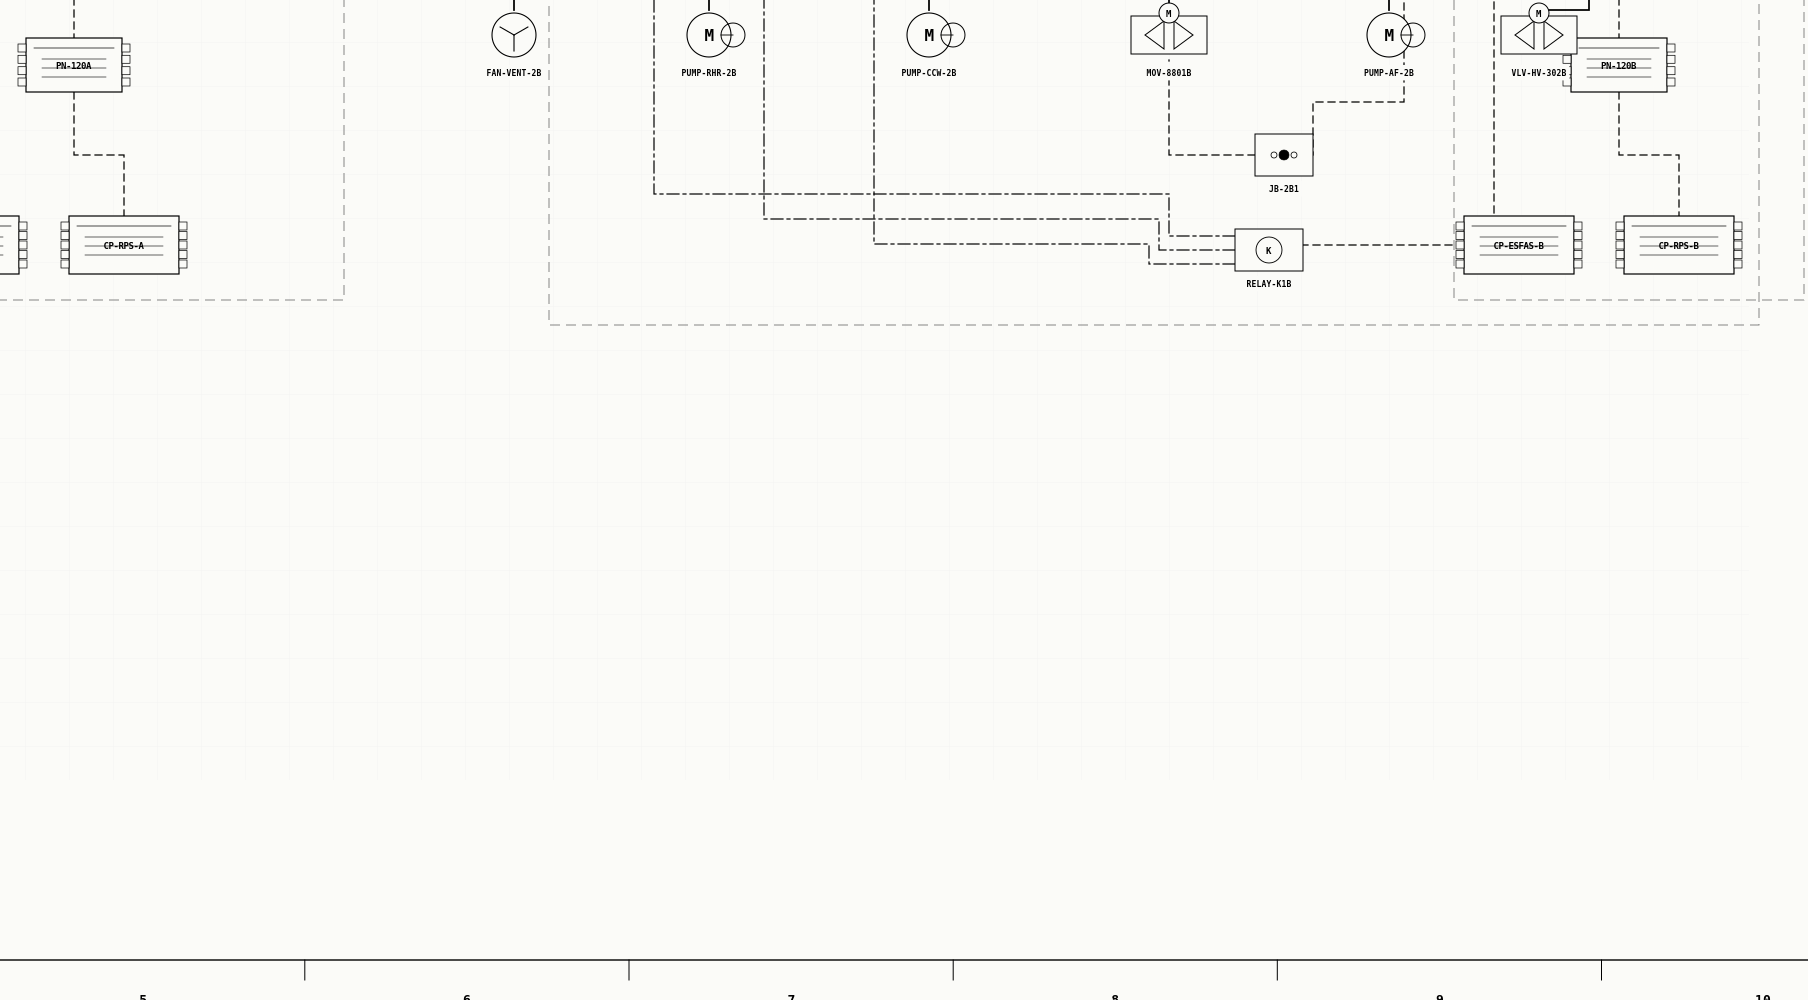 M
M
PN-120A
M
M
M
PN-120B
FAN-VENT-2B
PUMP-RHR-2B
PUMP-CCW-2B
MOV-8801B
PUMP-AF-2B
VLV-HV-302B
JB-2B1
CP-RPS-A
K
CP-ESFAS-B
CP-RPS-B
RELAY-K1B
5
6
7
8
9
10